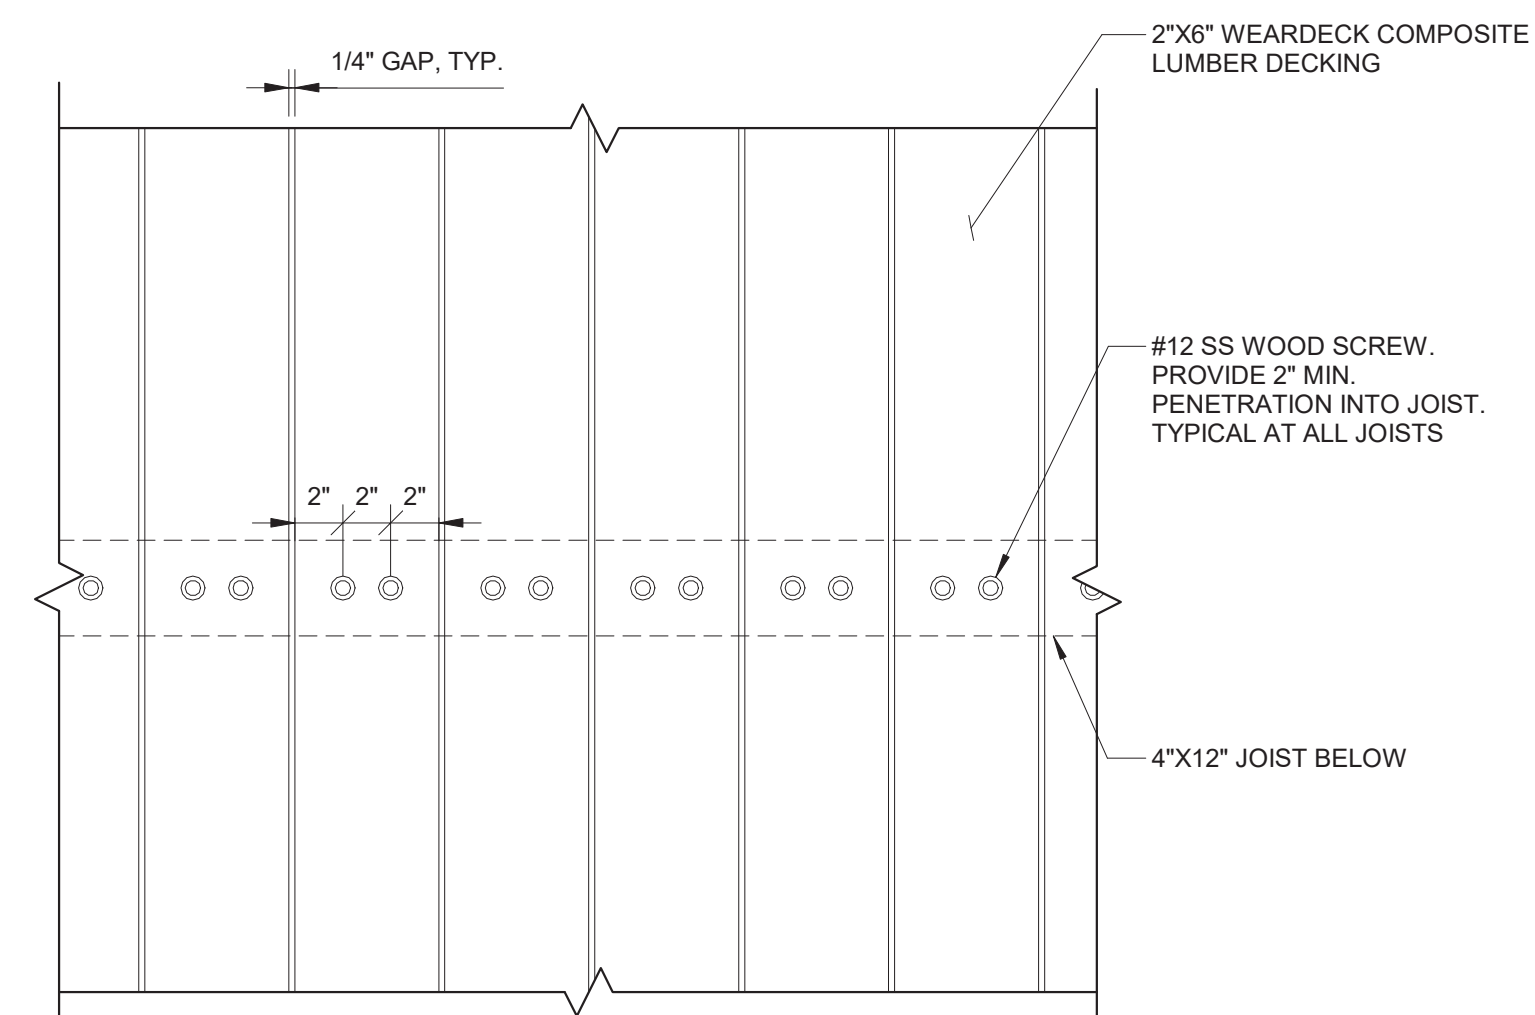 1/4" GAP, TYP.
2"X6" WEARDECK COMPOSITE
LUMBER DECKING
#12 SS WOOD SCREW.
PROVIDE 2" MIN.
PENETRATION INTO JOIST.
TYPICAL AT ALL JOISTS
2" 2" 2"
4"X12" JOIST BELOW